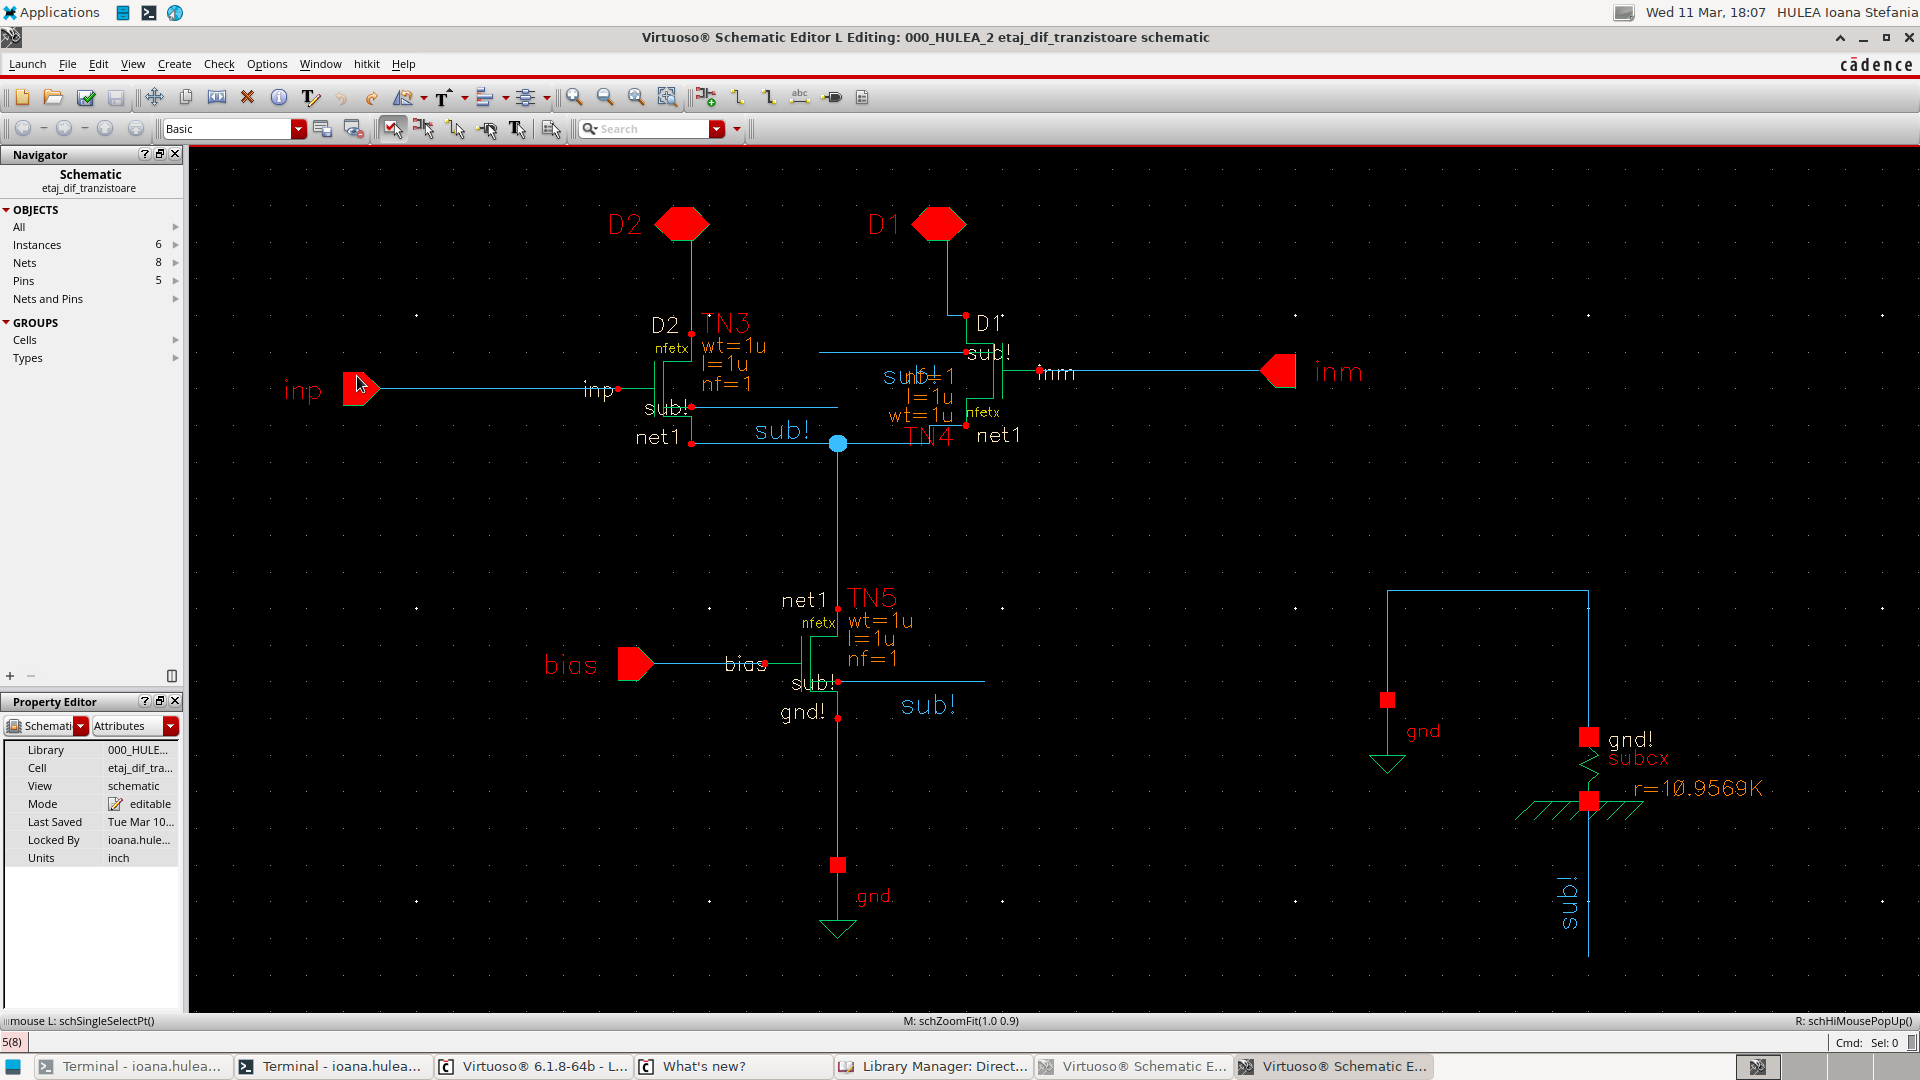 Applications
Wed 11 Mar, 18:07 HULEA Ioana Stefania
Virtuoso® Schematic Editor L Editing: 000_HULEA_2 etaj_dif_tranzistoare schematic
Launch File Edit View Create Check Options Window hitkit Help
cādence
Basic
Search
Navigator
Schematic
etaj_dif_tranzistoare
OBJECTS
All
Instances 6
Nets 8
Pins 5
Nets and Pins
GROUPS
Cells
Types
Property Editor
Schemati Attributes
Library 000_HULE...
Cell etaj_dif_tra...
View schematic
Mode editable
Last Saved Tue Mar 10...
Locked By ioana.hule...
Units inch
D2
D1
D2
TN3
nfetx
wt=1u
l=1u
nf=1
inp
inp
sub!
net1
sub!
D1
sub!
inm
inm
sub!
nf=1
l=1u
wt=1u
nfetx
TN4
net1
net1
TN5
nfetx
wt=1u
l=1u
nf=1
bias
bias
sub!
gnd!
sub!
gnd
gnd
gnd!
subcx
r=10.9569K
sub!
mouse L: schSingleSelectPt()
M: schZoomFit(1.0 0.9)
R: schHiMousePopUp()
5(8)
Cmd: Sel: 0
Terminal - ioana.hulea...
Terminal - ioana.hulea...
Virtuoso® 6.1.8-64b - L...
What's new?
Library Manager: Direct...
Virtuoso® Schematic E...
Virtuoso® Schematic E...